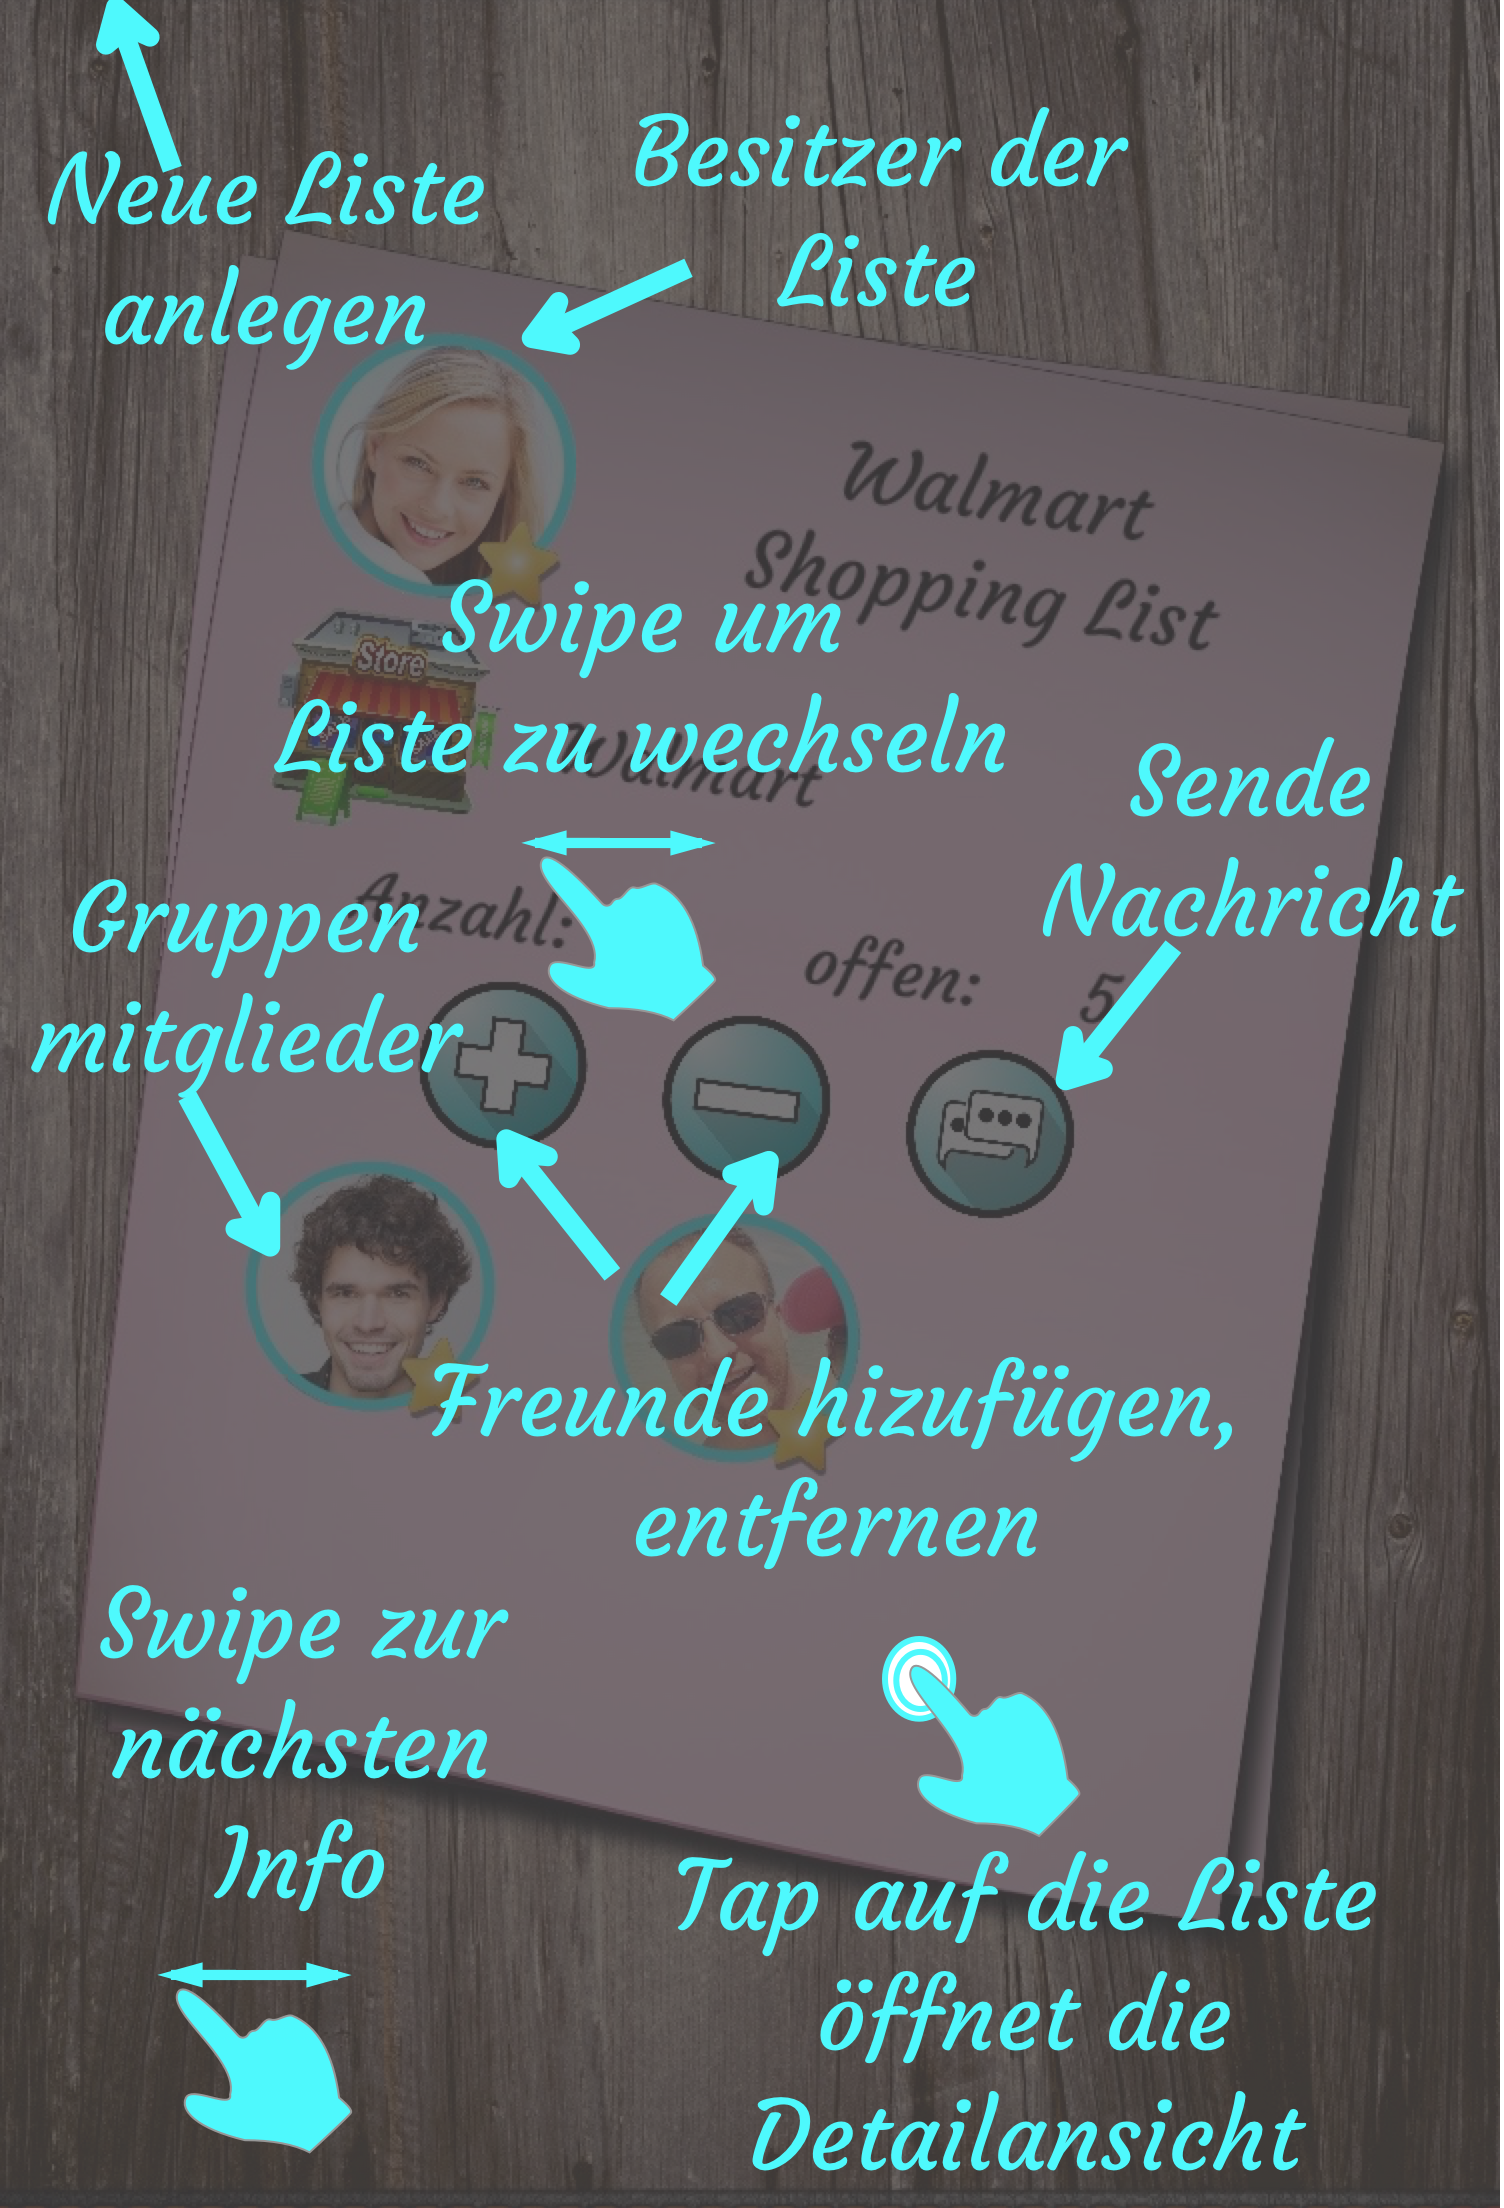 Neue Liste
anlegen
Besitzer der
Liste
Walmart
Shopping List
Swipe um
Liste zu wechseln
Store
Walmart
Sende
Nachricht
Gruppen
mitglieder
Anzahl:
offen: 5
Freunde hizufügen,
entfernen
Swipe zur
nächsten
Info
Tap auf die Liste
öffnet die
Detailansicht